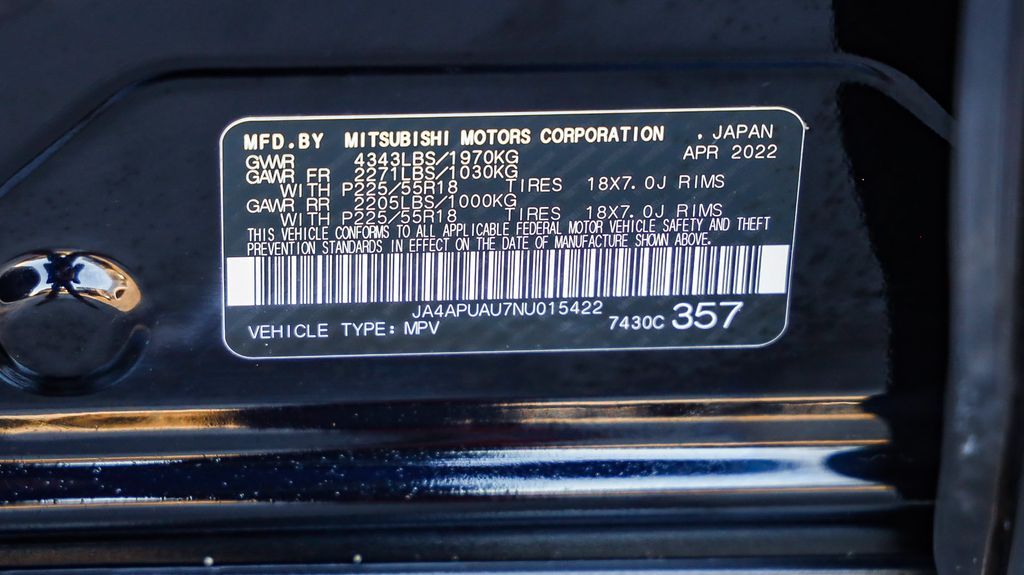 MFD.BY MITSUBISHI MOTORS CORPORATION . JAPAN
GVWR 4343LBS/1970KG APR 2022
GAWR FR 2271LBS/1030KG
WITH P225/55R18 TIRES 18X7.0J RIMS
GAWR RR 2205LBS/1000KG
WITH P225/55R18 TIRES 18X7.0J RIMS
THIS VEHICLE CONFORMS TO ALL APPLICABLE FEDERAL MOTOR VEHICLE SAFETY AND THEFT
PREVENTION STANDARDS IN EFFECT ON THE DATE OF MANUFACTURE SHOWN ABOVE.
JA4APUAU7NU015422
VEHICLE TYPE: MPV 7430C 357